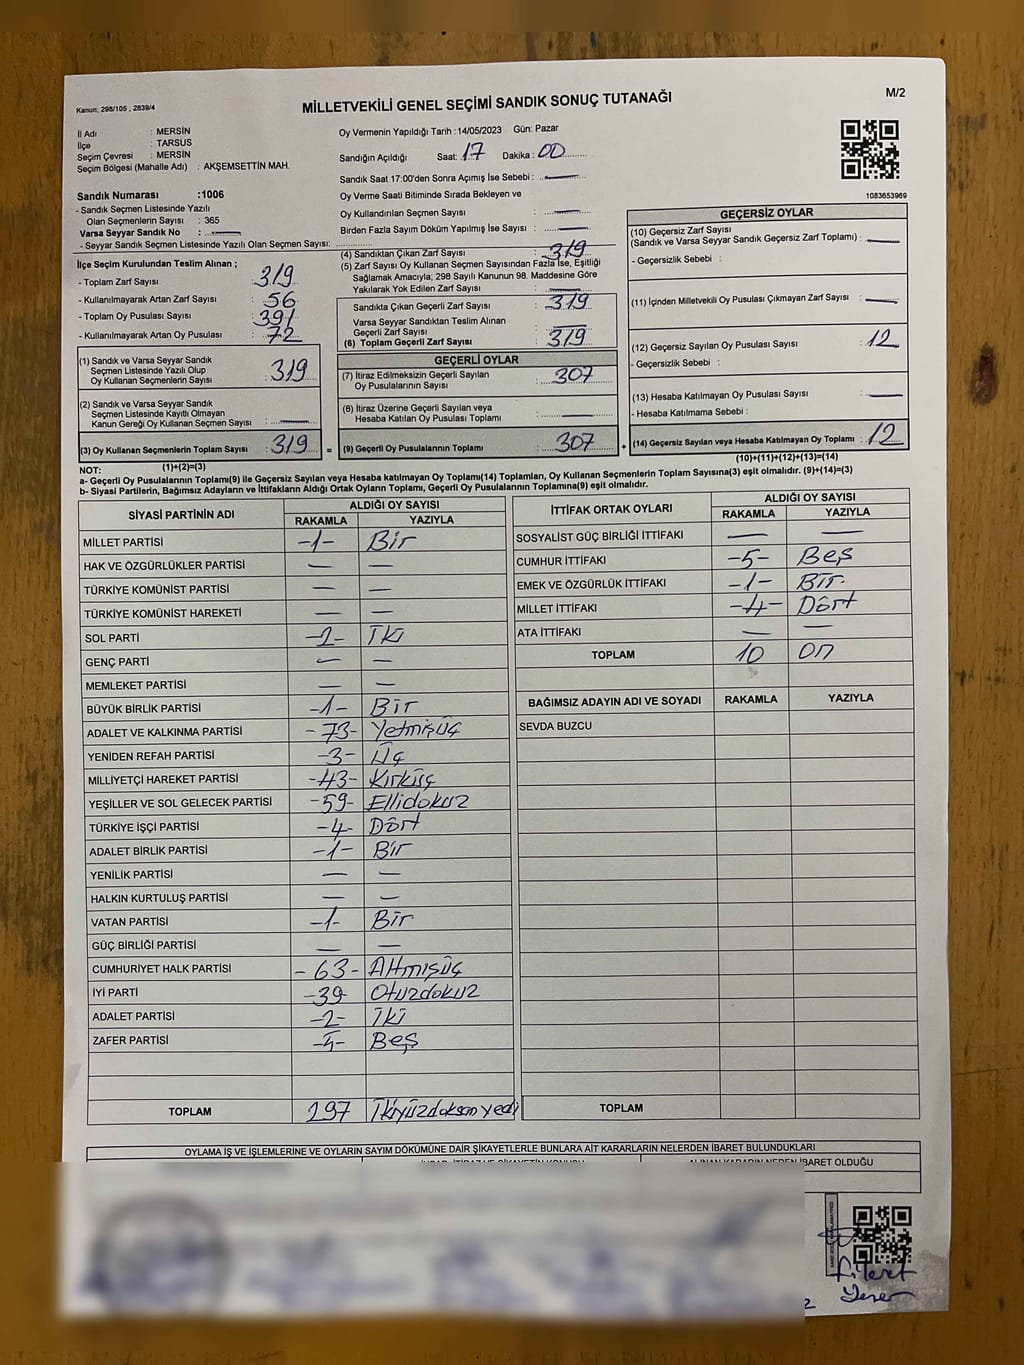 Kanun: 298/105 , 2839/4
MİLLETVEKİLİ GENEL SEÇİMİ SANDIK SONUÇ TUTANAĞI
M/2
İl Adı : MERSİN
İlçe : TARSUS
Seçim Çevresi : MERSİN
Seçim Bölgesi (Mahalle Adı) : AKŞEMSETTİN MAH.
Oy Vermenin Yapıldığı Tarih :14/05/2023 Gün: Pazar
Sandığın Açıldığı Saat: 17 Dakika: 00
Sandık Saat 17:00'den Sonra Açılmış İse Sebebi : —
Oy Verme Saati Bitiminde Sırada Bekleyen ve
Oy Kullandırılan Seçmen Sayısı : —
Birden Fazla Sayım Döküm Yapılmış İse Sayısı : —
1083653969
Sandık Numarası :1006
- Sandık Seçmen Listesinde Yazılı
Olan Seçmenlerin Sayısı : 365
Varsa Seyyar Sandık No : —
- Seyyar Sandık Seçmen Listesinde Yazılı Olan Seçmen Sayısı:
İlçe Seçim Kurulundan Teslim Alınan ;
- Toplam Zarf Sayısı : 319
- Kullanılmayarak Artan Zarf Sayısı : 56
- Toplam Oy Pusulası Sayısı : 391
- Kullanılmayarak Artan Oy Pusulası : 72
(1) Sandık ve Varsa Seyyar Sandık
Seçmen Listesinde Yazılı Olup
Oy Kullanan Seçmenlerin Sayısı : 319
(2) Sandık ve Varsa Seyyar Sandık
Seçmen Listesinde Kayıtlı Olmayan
Kanun Gereği Oy Kullanan Seçmen Sayısı : —
(3) Oy Kullanan Seçmenlerin Toplam Sayısı : 319 =
(1)+(2)=(3)
(4) Sandıktan Çıkan Zarf Sayısı : 319
(5) Zarf Sayısı Oy Kullanan Seçmen Sayısından Fazla İse, Eşitliği
Sağlamak Amacıyla; 298 Sayılı Kanunun 98. Maddesine Göre
Yakılarak Yok Edilen Zarf Sayısı : —
Sandıkta Çıkan Geçerli Zarf Sayısı : 319
Varsa Seyyar Sandıktan Teslim Alınan
Geçerli Zarf Sayısı :
(6) Toplam Geçerli Zarf Sayısı : 319
GEÇERLİ OYLAR
(7) İtiraz Edilmeksizin Geçerli Sayılan
Oy Pusulalarının Sayısı : 307
(8) İtiraz Üzerine Geçerli Sayılan veya
Hesaba Katılan Oy Pusulası Toplamı : —
(9) Geçerli Oy Pusulalarının Toplamı : 307 +
GEÇERSİZ OYLAR
(10) Geçersiz Zarf Sayısı
(Sandık ve Varsa Seyyar Sandık Geçersiz Zarf Toplamı) : —
- Geçersizlik Sebebi :
(11) İçinden Milletvekili Oy Pusulası Çıkmayan Zarf Sayısı : —
(12) Geçersiz Sayılan Oy Pusulası Sayısı : 12
- Geçersizlik Sebebi :
(13) Hesaba Katılmayan Oy Pusulası Sayısı : —
- Hesaba Katılmama Sebebi :
(14) Geçersiz Sayılan veya Hesaba Katılmayan Oy Toplamı : 12
(10)+(11)+(12)+(13)=(14)
NOT:
a- Geçerli Oy Pusulalarının Toplamı(9) ile Geçersiz Sayılan veya Hesaba Katılmayan Oy Toplamı(14) Toplamları, Oy Kullanan Seçmenlerin Toplam Sayısına(3) eşit olmalıdır. (9)+(14)=(3)
b- Siyasi Partilerin, Bağımsız Adayların ve İttifakların Aldığı Ortak Oyların Toplamı, Geçerli Oy Pusulalarının Toplamına(9) eşit olmalıdır.
SİYASİ PARTİNİN ADI ALDIĞI OY SAYISI
RAKAMLA YAZIYLA
MİLLET PARTİSİ -1- Bir
HAK VE ÖZGÜRLÜKLER PARTİSİ — —
TÜRKİYE KOMÜNİST PARTİSİ — —
TÜRKİYE KOMÜNİST HAREKETİ — —
SOL PARTİ -2- İki
GENÇ PARTİ — —
MEMLEKET PARTİSİ — —
BÜYÜK BİRLİK PARTİSİ -1- Bir
ADALET VE KALKINMA PARTİSİ -73- Yetmişüç
YENİDEN REFAH PARTİSİ -3- Üç
MİLLİYETÇİ HAREKET PARTİSİ -43- Kırküç
YEŞİLLER VE SOL GELECEK PARTİSİ -59- Ellidokuz
TÜRKİYE İŞÇİ PARTİSİ -4- Dört
ADALET BİRLİK PARTİSİ -1- Bir
YENİLİK PARTİSİ — —
HALKIN KURTULUŞ PARTİSİ — —
VATAN PARTİSİ -1- Bir
GÜÇ BİRLİĞİ PARTİSİ — —
CUMHURİYET HALK PARTİSİ -63- Altmışüç
İYİ PARTİ -39- Otuzdokuz
ADALET PARTİSİ -2- İki
ZAFER PARTİSİ -5- Beş
TOPLAM 297 İkiyüzdoksanyedi
İTTİFAK ORTAK OYLARI ALDIĞI OY SAYISI
RAKAMLA YAZIYLA
SOSYALİST GÜÇ BİRLİĞİ İTTİFAKI — —
CUMHUR İTTİFAKI -5- Beş
EMEK VE ÖZGÜRLÜK İTTİFAKI -1- Bir.
MİLLET İTTİFAKI -4- Dört
ATA İTTİFAKI — —
TOPLAM 10 on
BAĞIMSIZ ADAYIN ADI VE SOYADI RAKAMLA YAZIYLA
SEVDA BUZCU
TOPLAM
OYLAMA İŞ VE İŞLEMLERİNE VE OYLARIN SAYIM DÖKÜMÜNE DAİR ŞİKAYETLERLE BUNLARA AİT KARARLARIN NELERDEN İBARET BULUNDUKLARI
ALINAN KARARIN NEDEN İBARET OLDUĞU